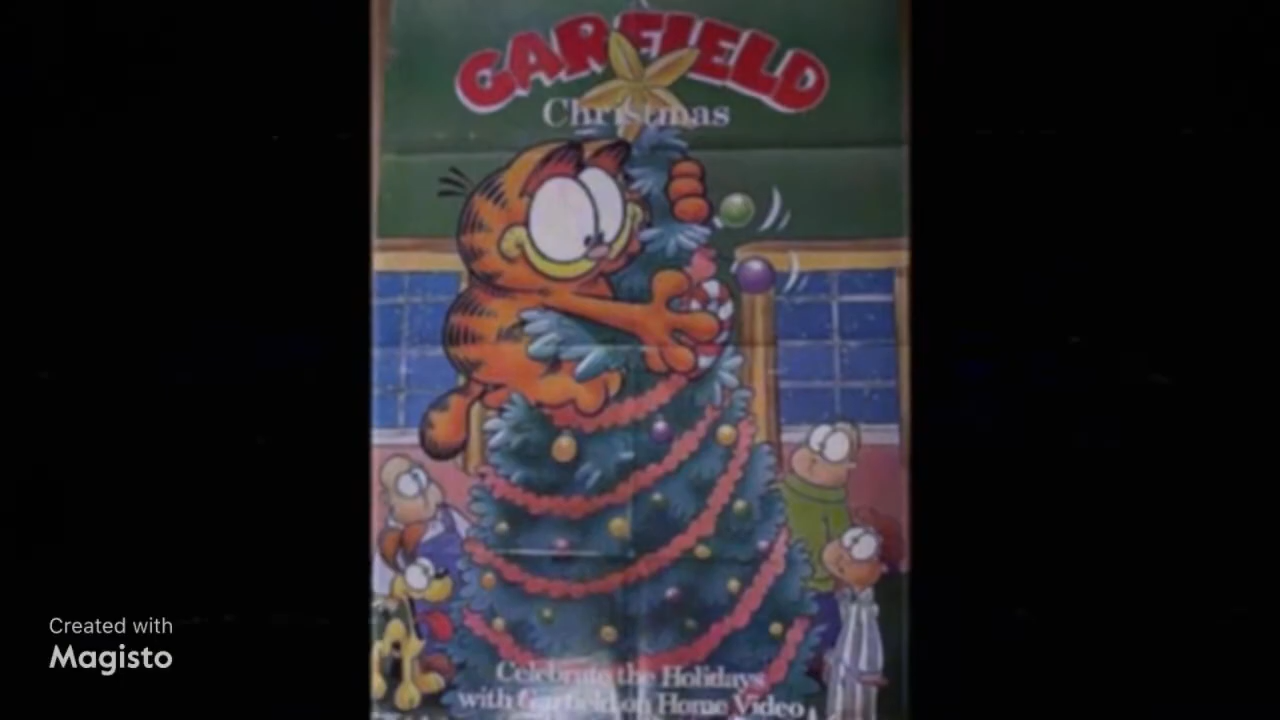 GARFIELD
Christmas
Celebrate the Holidays
with Garfield on Home Video
Created with
Magisto